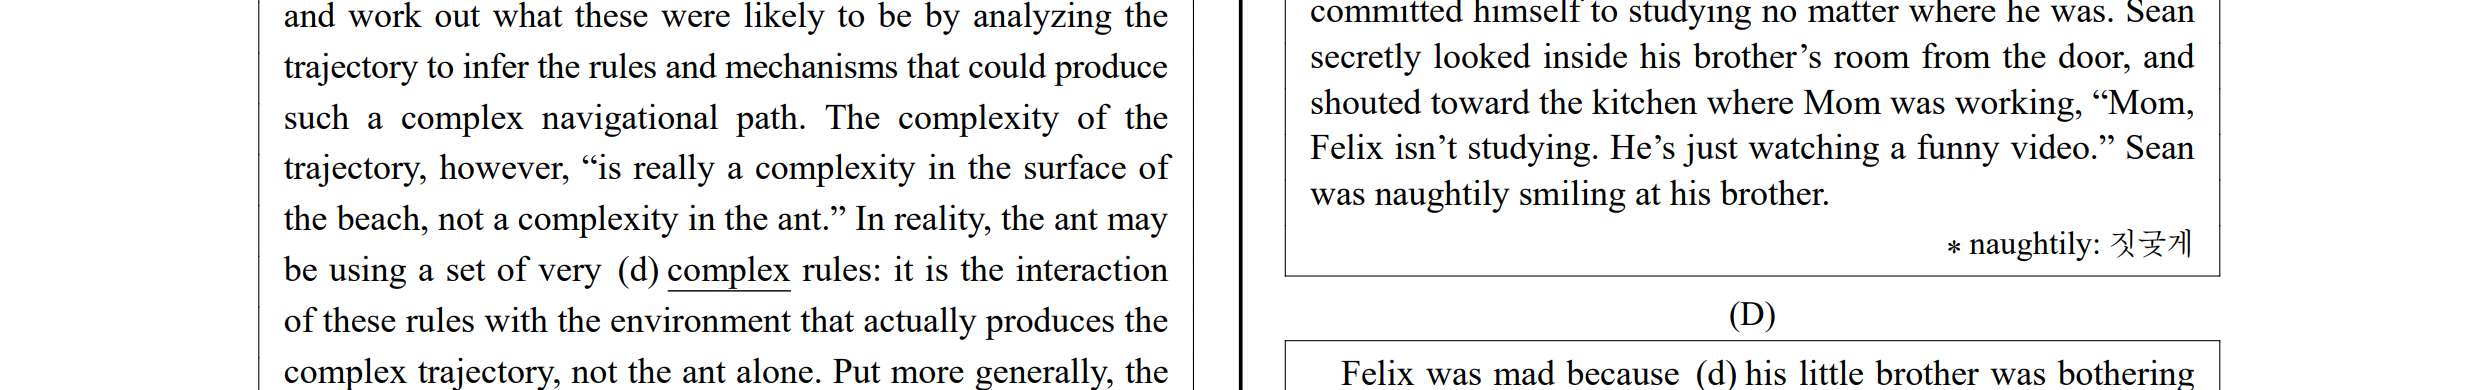 and work out what these were likely to be by analyzing the
trajectory to infer the rules and mechanisms that could produce
such a complex navigational path. The complexity of the
trajectory, however, “is really a complexity in the surface of
the beach, not a complexity in the ant.” In reality, the ant may
be using a set of very (d) complex rules: it is the interaction
of these rules with the environment that actually produces the
complex trajectory, not the ant alone. Put more generally, the
committed himself to studying no matter where he was. Sean
secretly looked inside his brother’s room from the door, and
shouted toward the kitchen where Mom was working, “Mom,
Felix isn’t studying. He’s just watching a funny video.” Sean
was naughtily smiling at his brother.
* naughtily: 짓궂게
(D)
Felix was mad because (d) his little brother was bothering